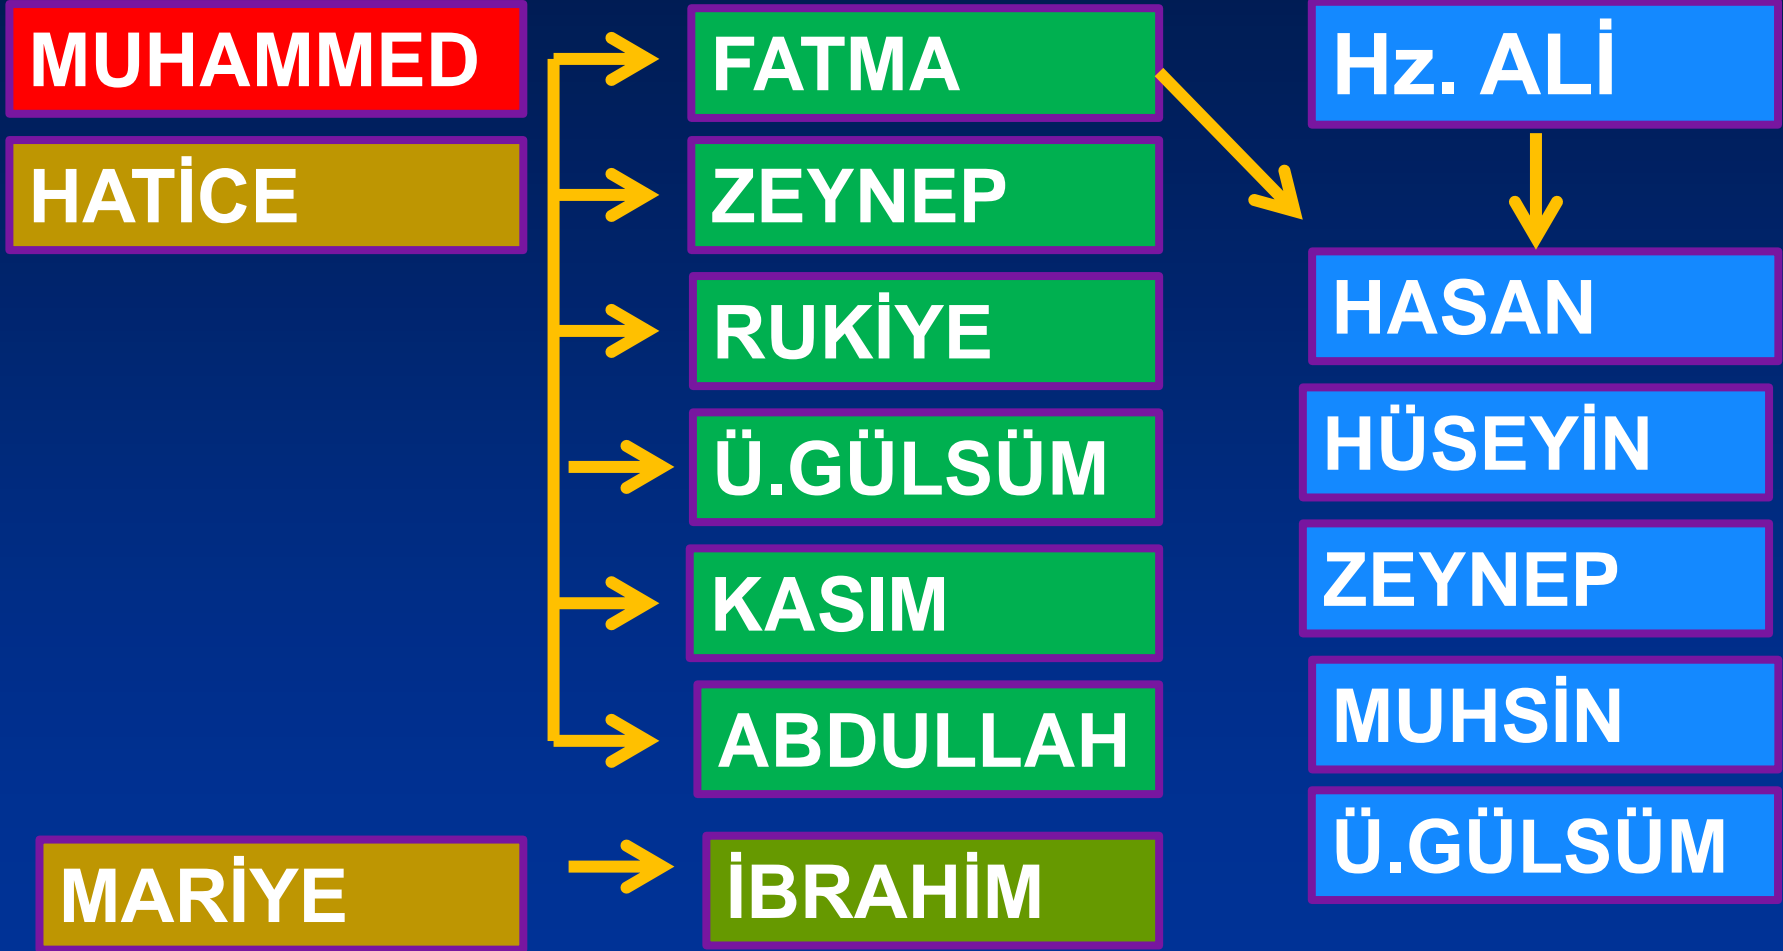 MUHAMMED
HATİCE
FATMA
ZEYNEP
RUKİYE
Ü.GÜLSÜM
KASIM
ABDULLAH
MARİYE
İBRAHİM
Hz. ALİ
HASAN
HÜSEYİN
ZEYNEP
MUHSİN
Ü.GÜLSÜM